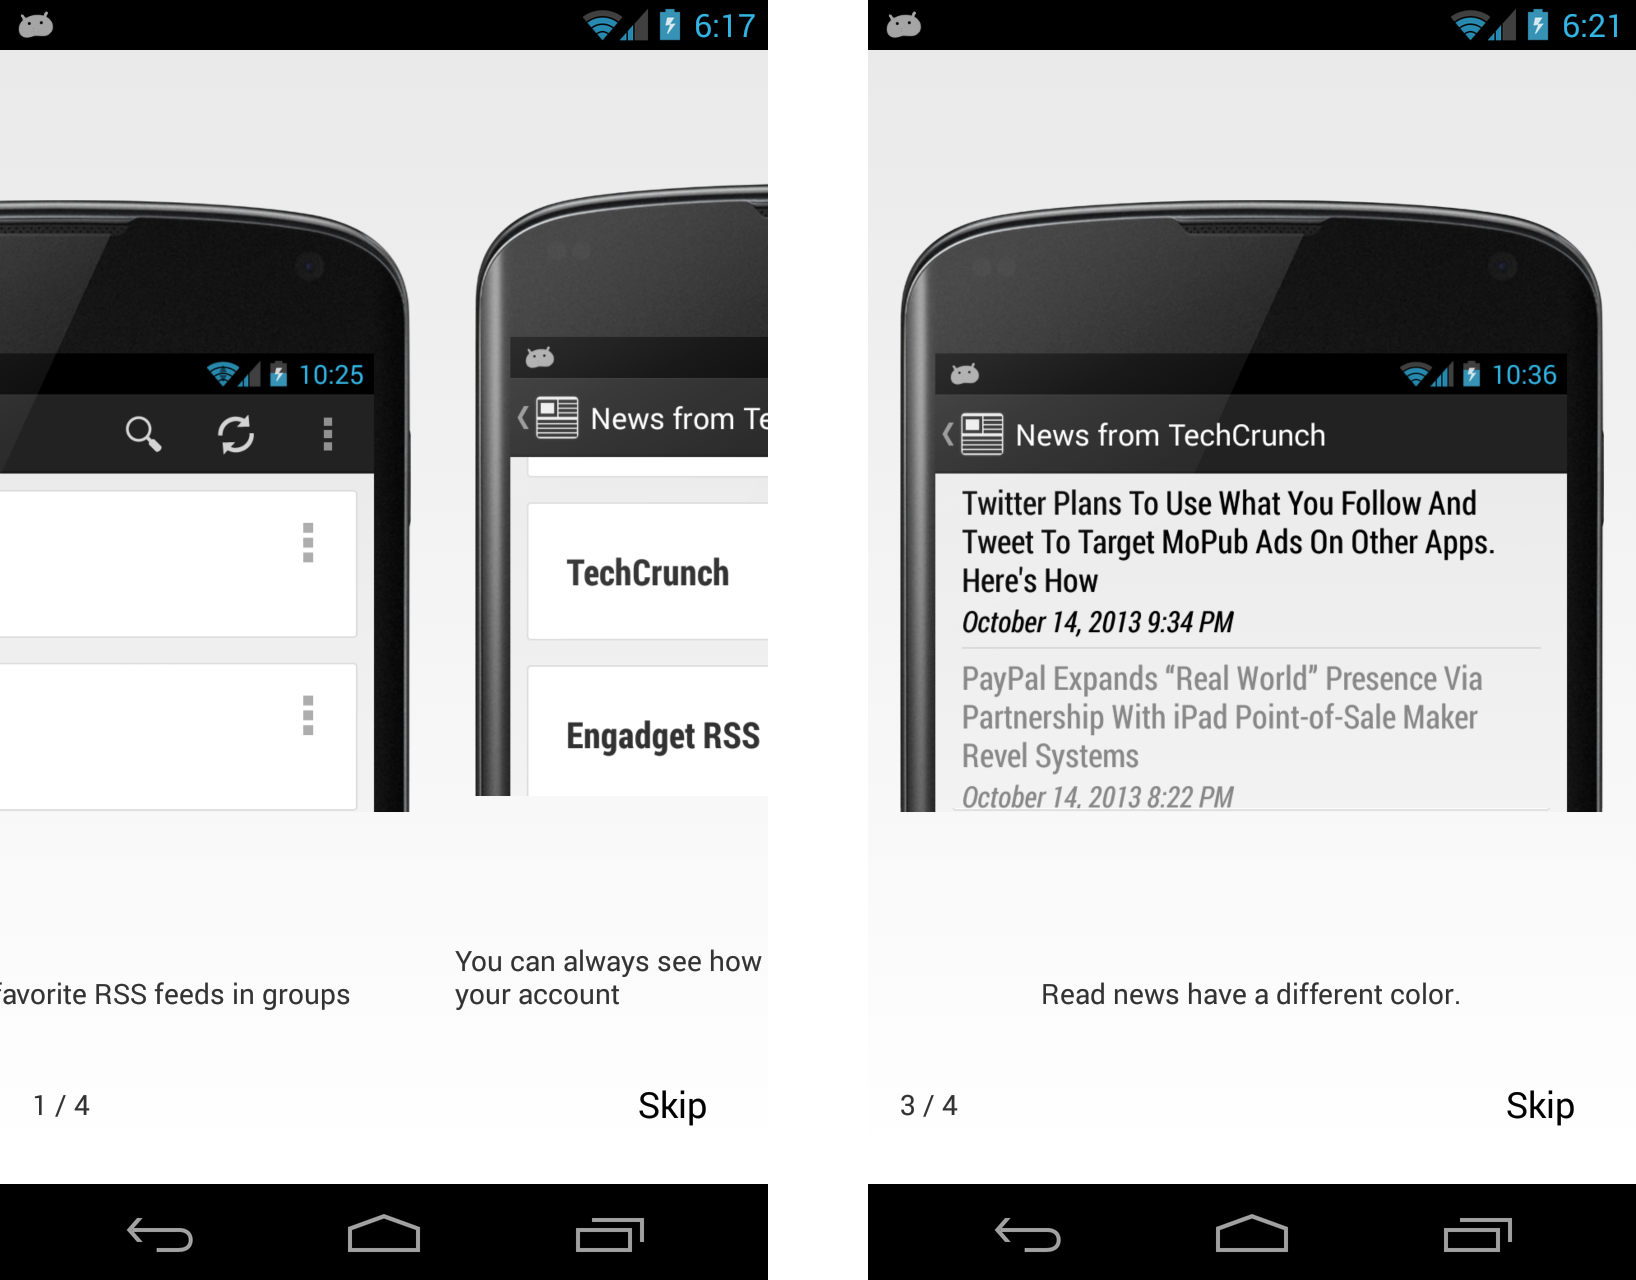 6:17
10:25
News from Te
TechCrunch
Engadget RSS
favorite RSS feeds in groups
You can always see how
your account
1 / 4
Skip
6:21
10:36
News from TechCrunch
Twitter Plans To Use What You Follow And
Tweet To Target MoPub Ads On Other Apps.
Here's How
October 14, 2013 9:34 PM
PayPal Expands “Real World” Presence Via
Partnership With iPad Point-of-Sale Maker
Revel Systems
October 14, 2013 8:22 PM
Read news have a different color.
3 / 4
Skip